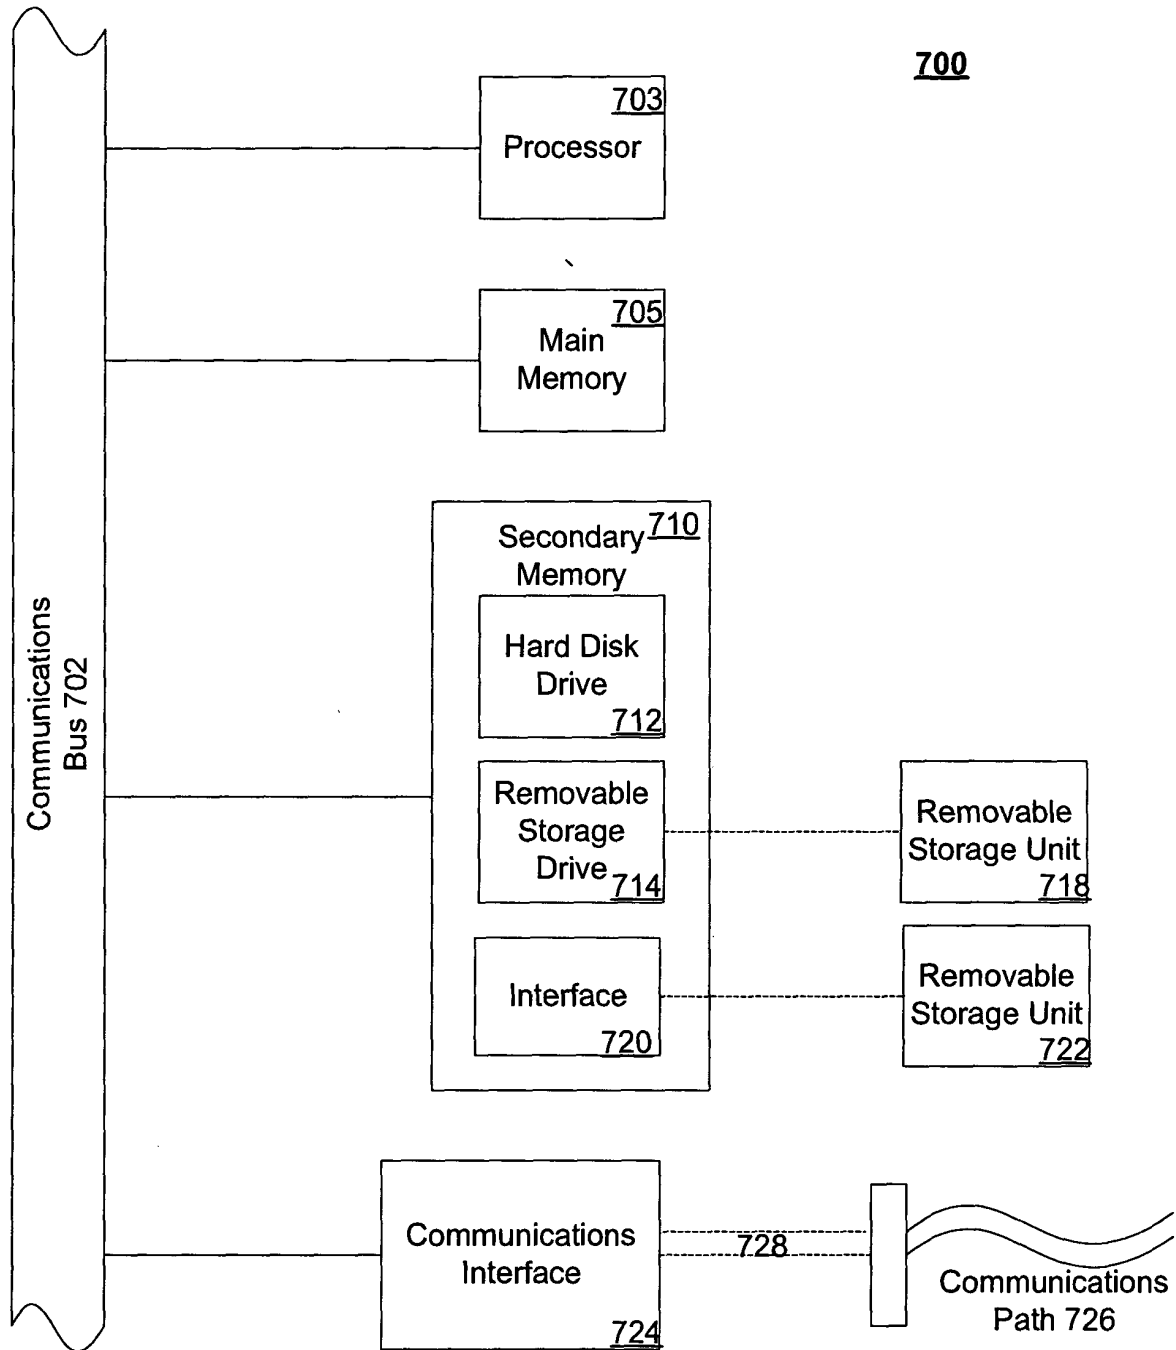 700
703
Processor
705
Main
Memory
710
Secondary
Memory
Hard Disk
Drive
712
Removable
Storage
Drive
714
Removable
Storage Unit
718
Interface
720
Removable
Storage Unit
722
Communications
Bus 702
Communications
Interface
724
728
Communications
Path 726